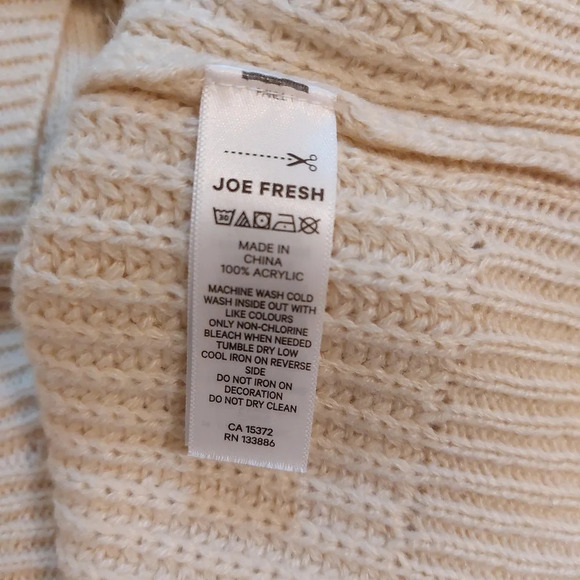 JOE FRESH
30
MADE IN
CHINA
100% ACRYLIC
MACHINE WASH COLD
WASH INSIDE OUT WITH
LIKE COLOURS
ONLY NON-CHLORINE
BLEACH WHEN NEEDED
TUMBLE DRY LOW
COOL IRON ON REVERSE
SIDE
DO NOT IRON ON
DECORATION
DO NOT DRY CLEAN
CA 15372
RN 133886